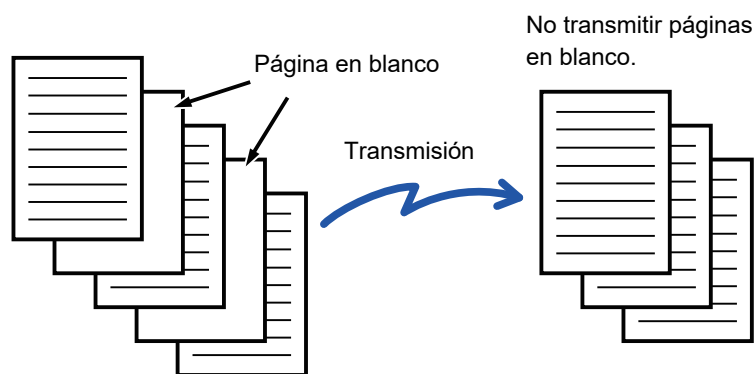 No transmitir páginas
en blanco.
Página en blanco
Transmisión